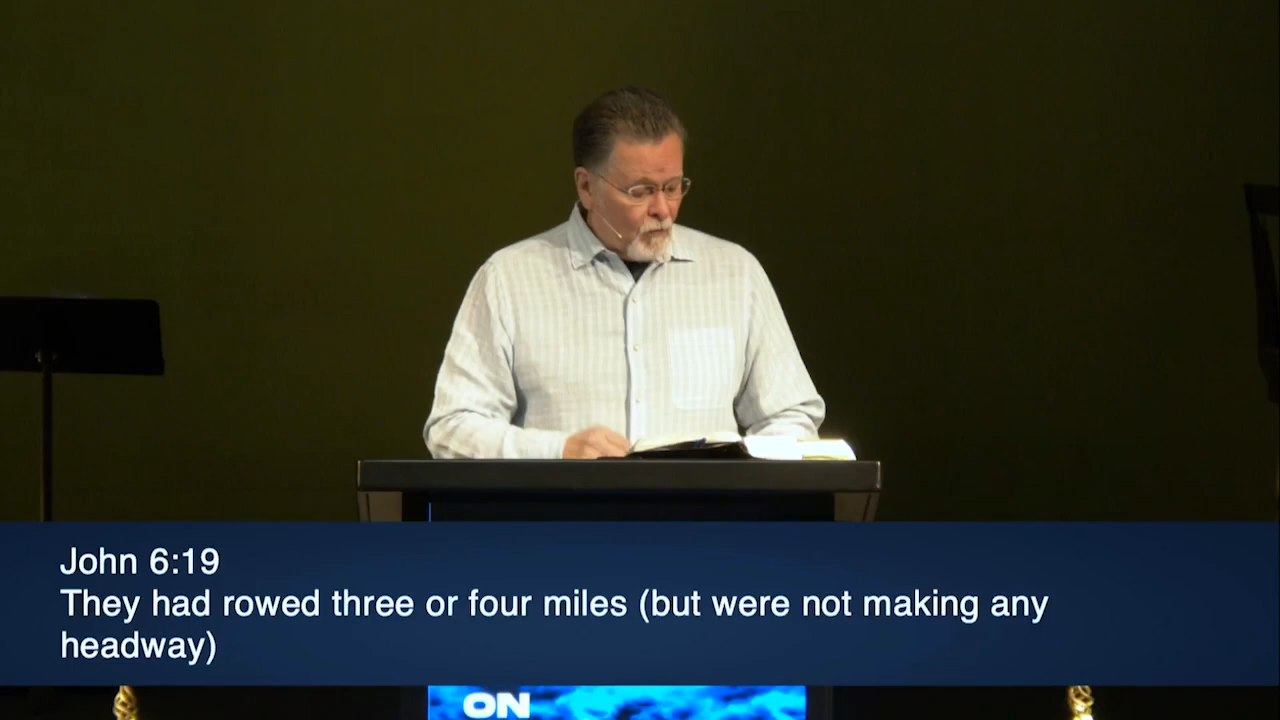 John 6:19
They had rowed three or four miles (but were not making any
headway)
ON